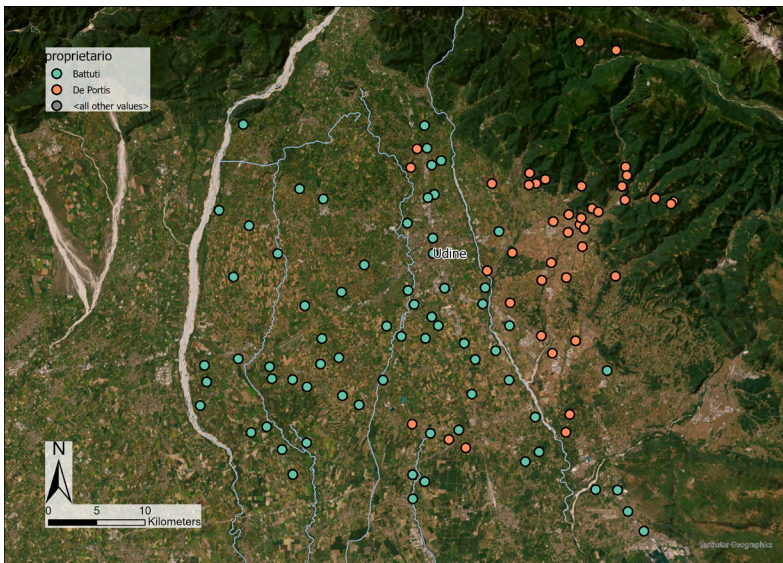 proprietario
Battuti
De Portis
<all other values>
Udine
N
0 5 10
Kilometers
Earthstar Geographics